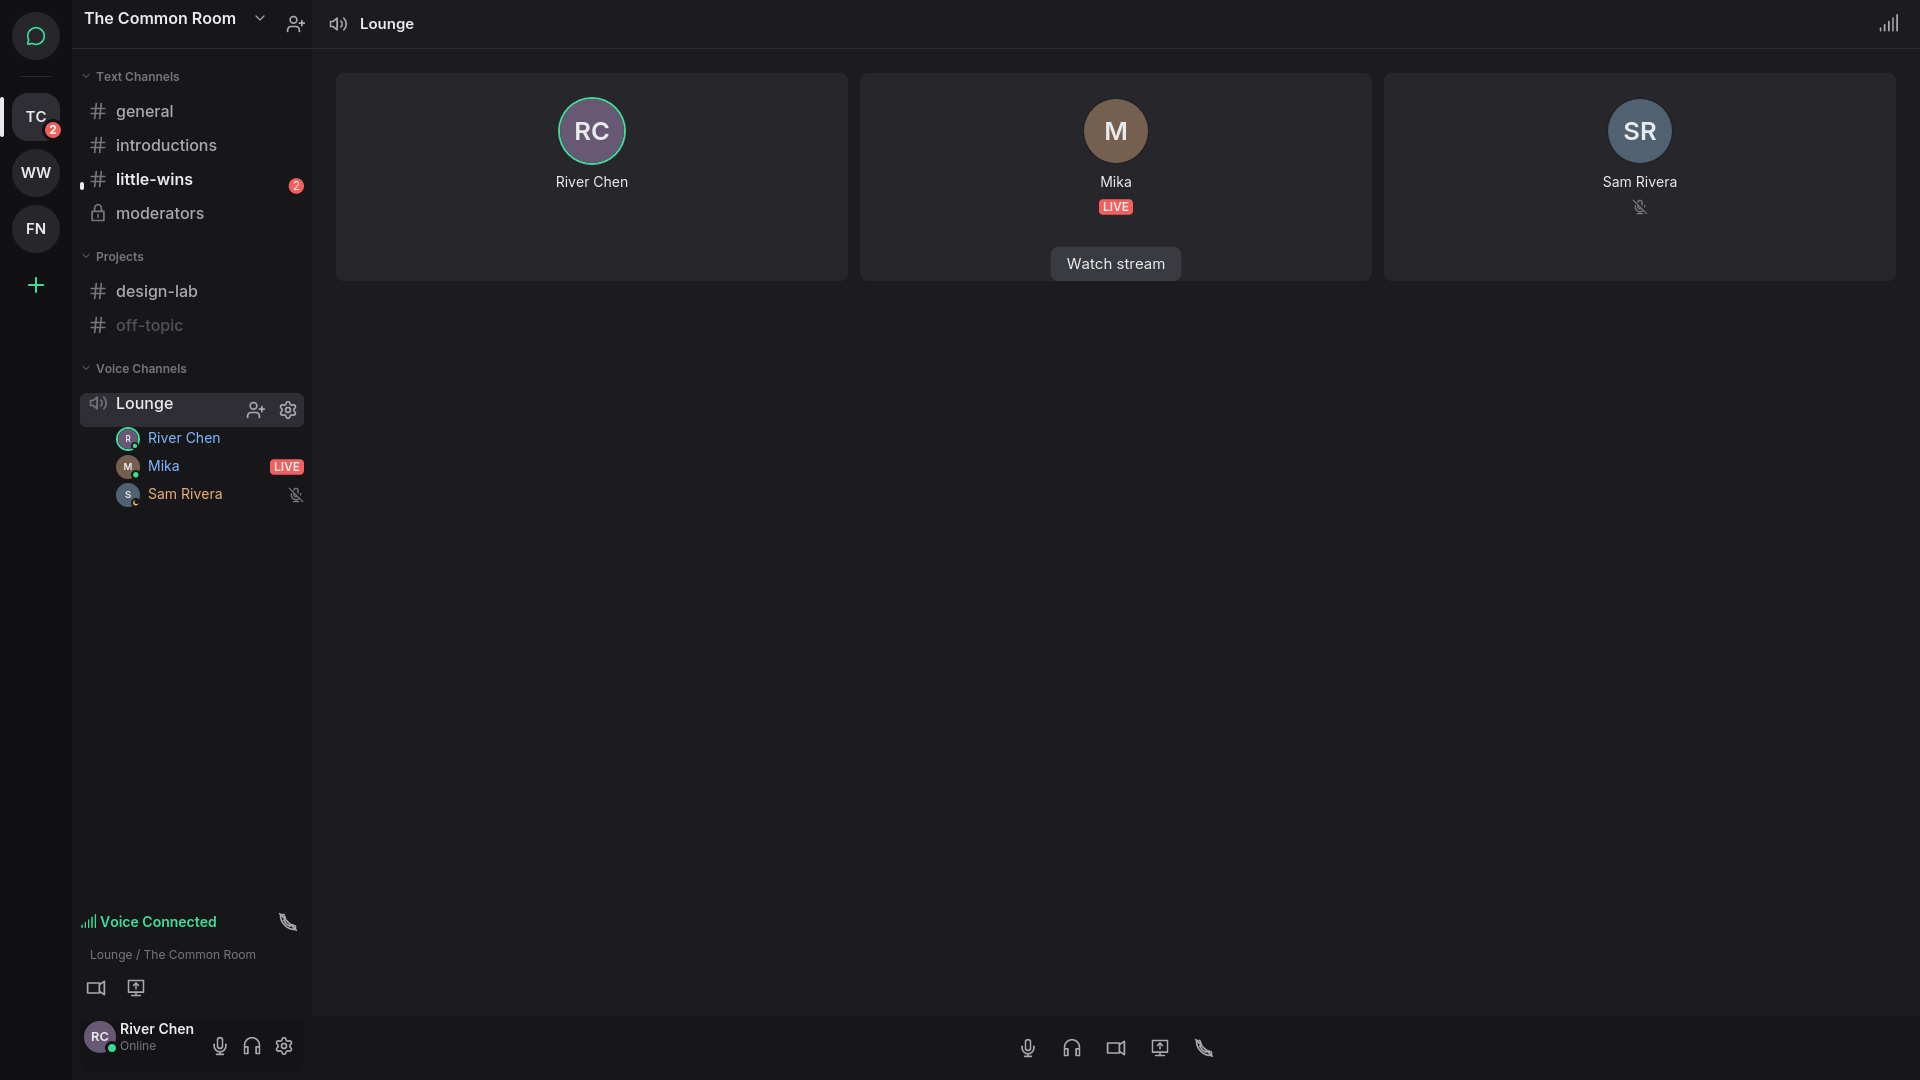 The Common Room
Lounge
TC
2
WW
FN
Text Channels
general
introductions
little-wins
2
moderators
Projects
design-lab
off-topic
Voice Channels
Lounge
R
River Chen
M
Mika
LIVE
S
Sam Rivera
RC
River Chen
M
Mika
LIVE
Watch stream
SR
Sam Rivera
Voice Connected
Lounge / The Common Room
RC
River Chen
Online